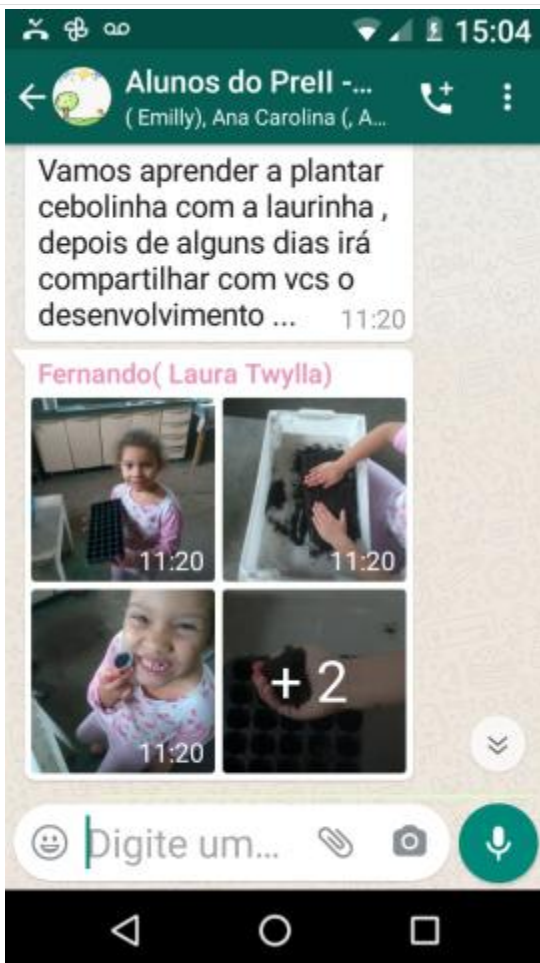 15:04
Alunos do PreII -...
( Emilly), Ana Carolina (, A...
Vamos aprender a plantar
cebolinha com a laurinha ,
depois de alguns dias irá
compartilhar com vcs o
desenvolvimento ...
11:20
Fernando( Laura Twylla)
11:20
11:20
11:20
+ 2
Digite um...